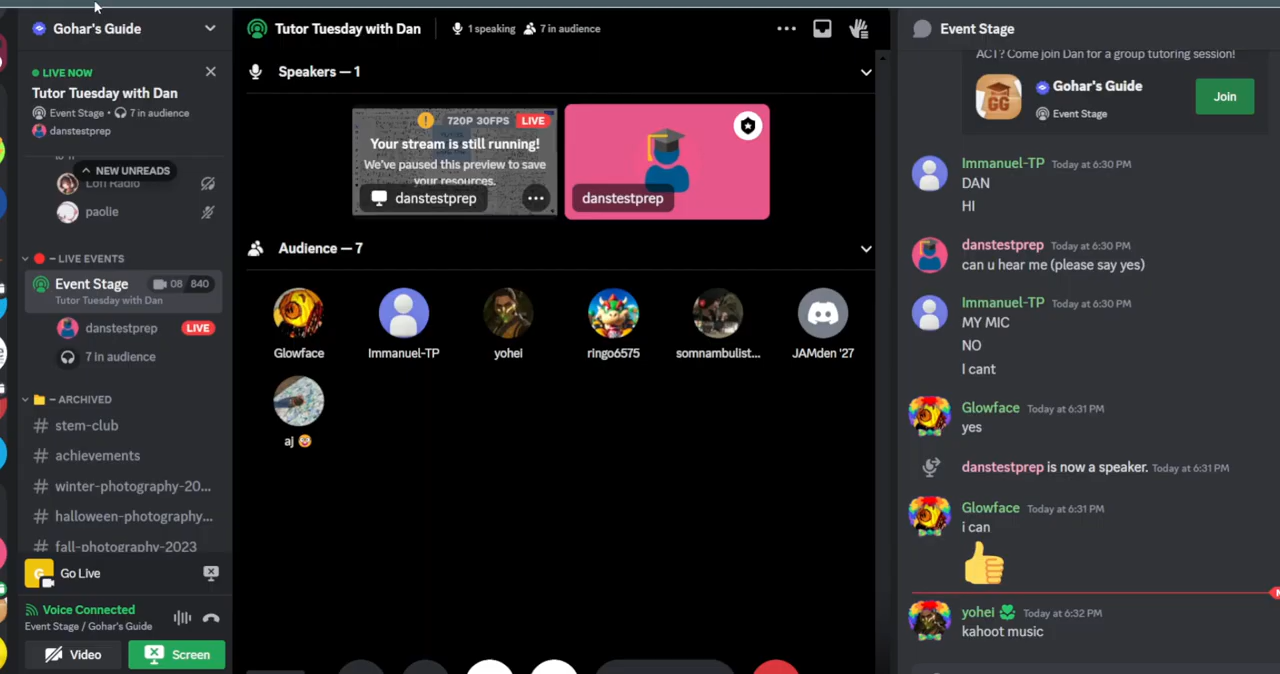 Gohar's Guide
LIVE NOW
Tutor Tuesday with Dan
Event Stage • 7 in audience
danstestprep
NEW UNREADS
Lofi Radio
paolie
– LIVE EVENTS
Event Stage 08 840
Tutor Tuesday with Dan
danstestprep LIVE
7 in audience
– ARCHIVED
# stem-club
# achievements
# winter-photography-20...
# halloween-photography...
# fall-photography-2023
G
Go Live
Voice Connected
Event Stage / Gohar's Guide
Video
Screen
Tutor Tuesday with Dan
1 speaking 7 in audience
Speakers — 1
720P 30FPS LIVE
Your stream is still running!
We've paused this preview to save
your resources.
danstestprep
danstestprep
Audience — 7
Glowface
Immanuel-TP
yohei
ringo6575
somnambulist...
JAMden '27
aj 🤡
Event Stage
ACT? Come join Dan for a group tutoring session!
GG
Gohar's Guide
Event Stage
Join
Immanuel-TP Today at 6:30 PM
DAN
HI
danstestprep Today at 6:30 PM
can u hear me (please say yes)
Immanuel-TP Today at 6:30 PM
MY MIC
NO
I cant
Glowface Today at 6:31 PM
yes
danstestprep is now a speaker. Today at 6:31 PM
Glowface Today at 6:31 PM
i can
👍
yohei Today at 6:32 PM
kahoot music